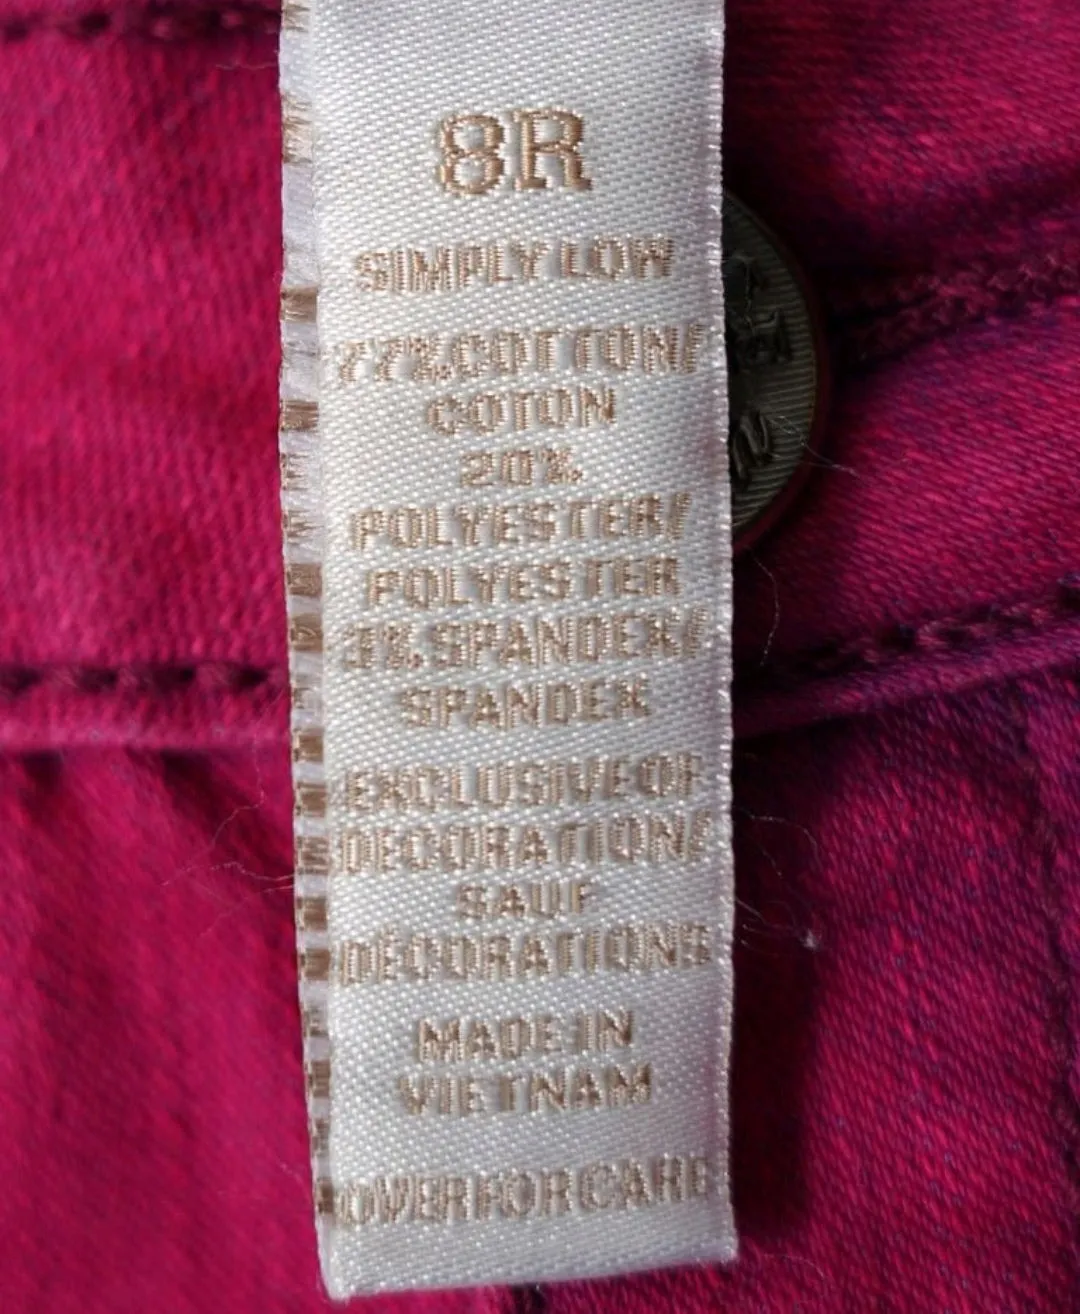 8R
SIMPLY LOW
77%COTTON/
COTON
20%
POLYESTER/
POLYESTER
3%SPANDEX/
SPANDEX
EXCLUSIVE OF
DECORATION/
SAUF
DÉCORATIONS
MADE IN
VIETNAM
OVER FOR CARE